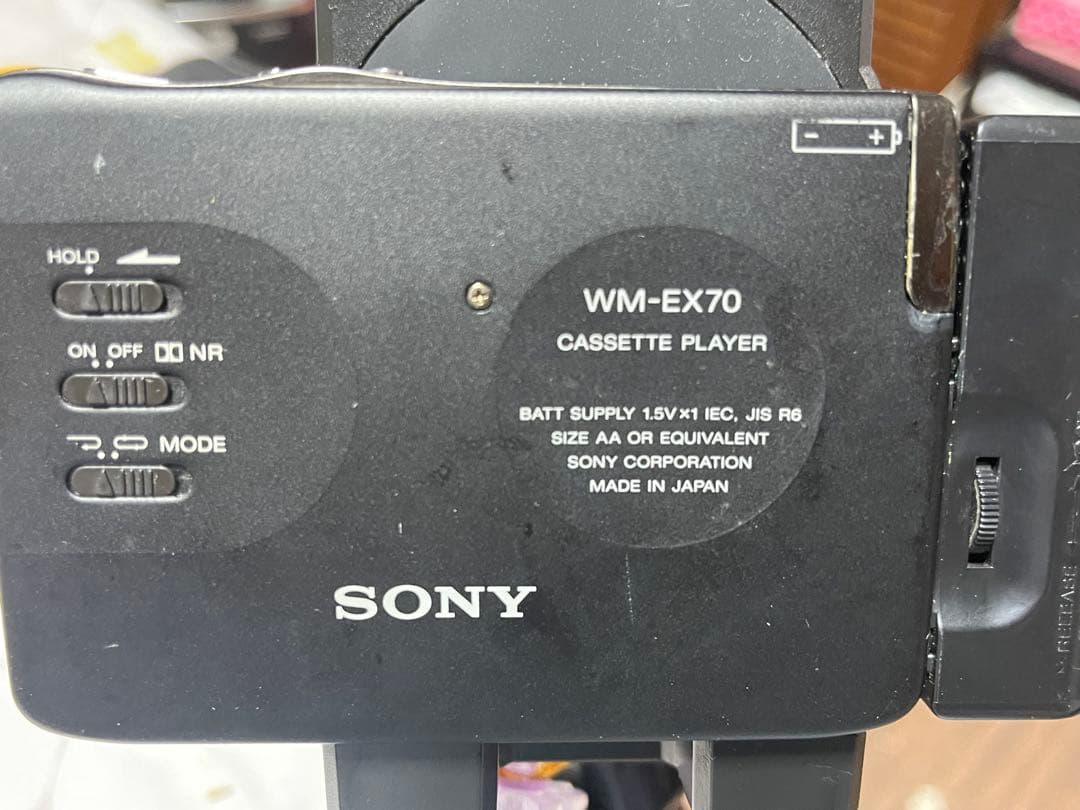 - +
HOLD
ON OFF NR
MODE
WM-EX70
CASSETTE PLAYER
BATT SUPPLY 1.5V×1 IEC, JIS R6
SIZE AA OR EQUIVALENT
SONY CORPORATION
MADE IN JAPAN
SONY
RELEASE